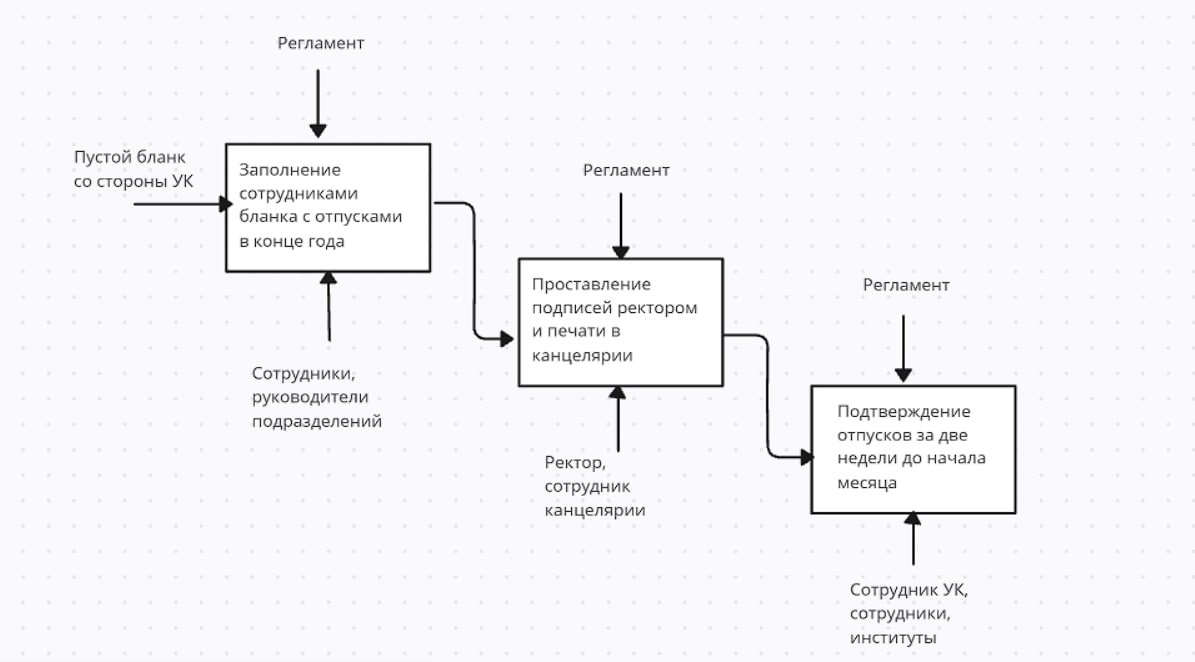 Регламент
Пустой бланк
со стороны УК
Заполнение
сотрудниками
бланка с отпусками
в конце года
Сотрудники,
руководители
подразделений
Регламент
Проставление
подписей ректором
и печати в
канцелярии
Ректор,
сотрудник
канцелярии
Регламент
Подтверждение
отпусков за две
недели до начала
месяца
Сотрудник УК,
сотрудники,
институты